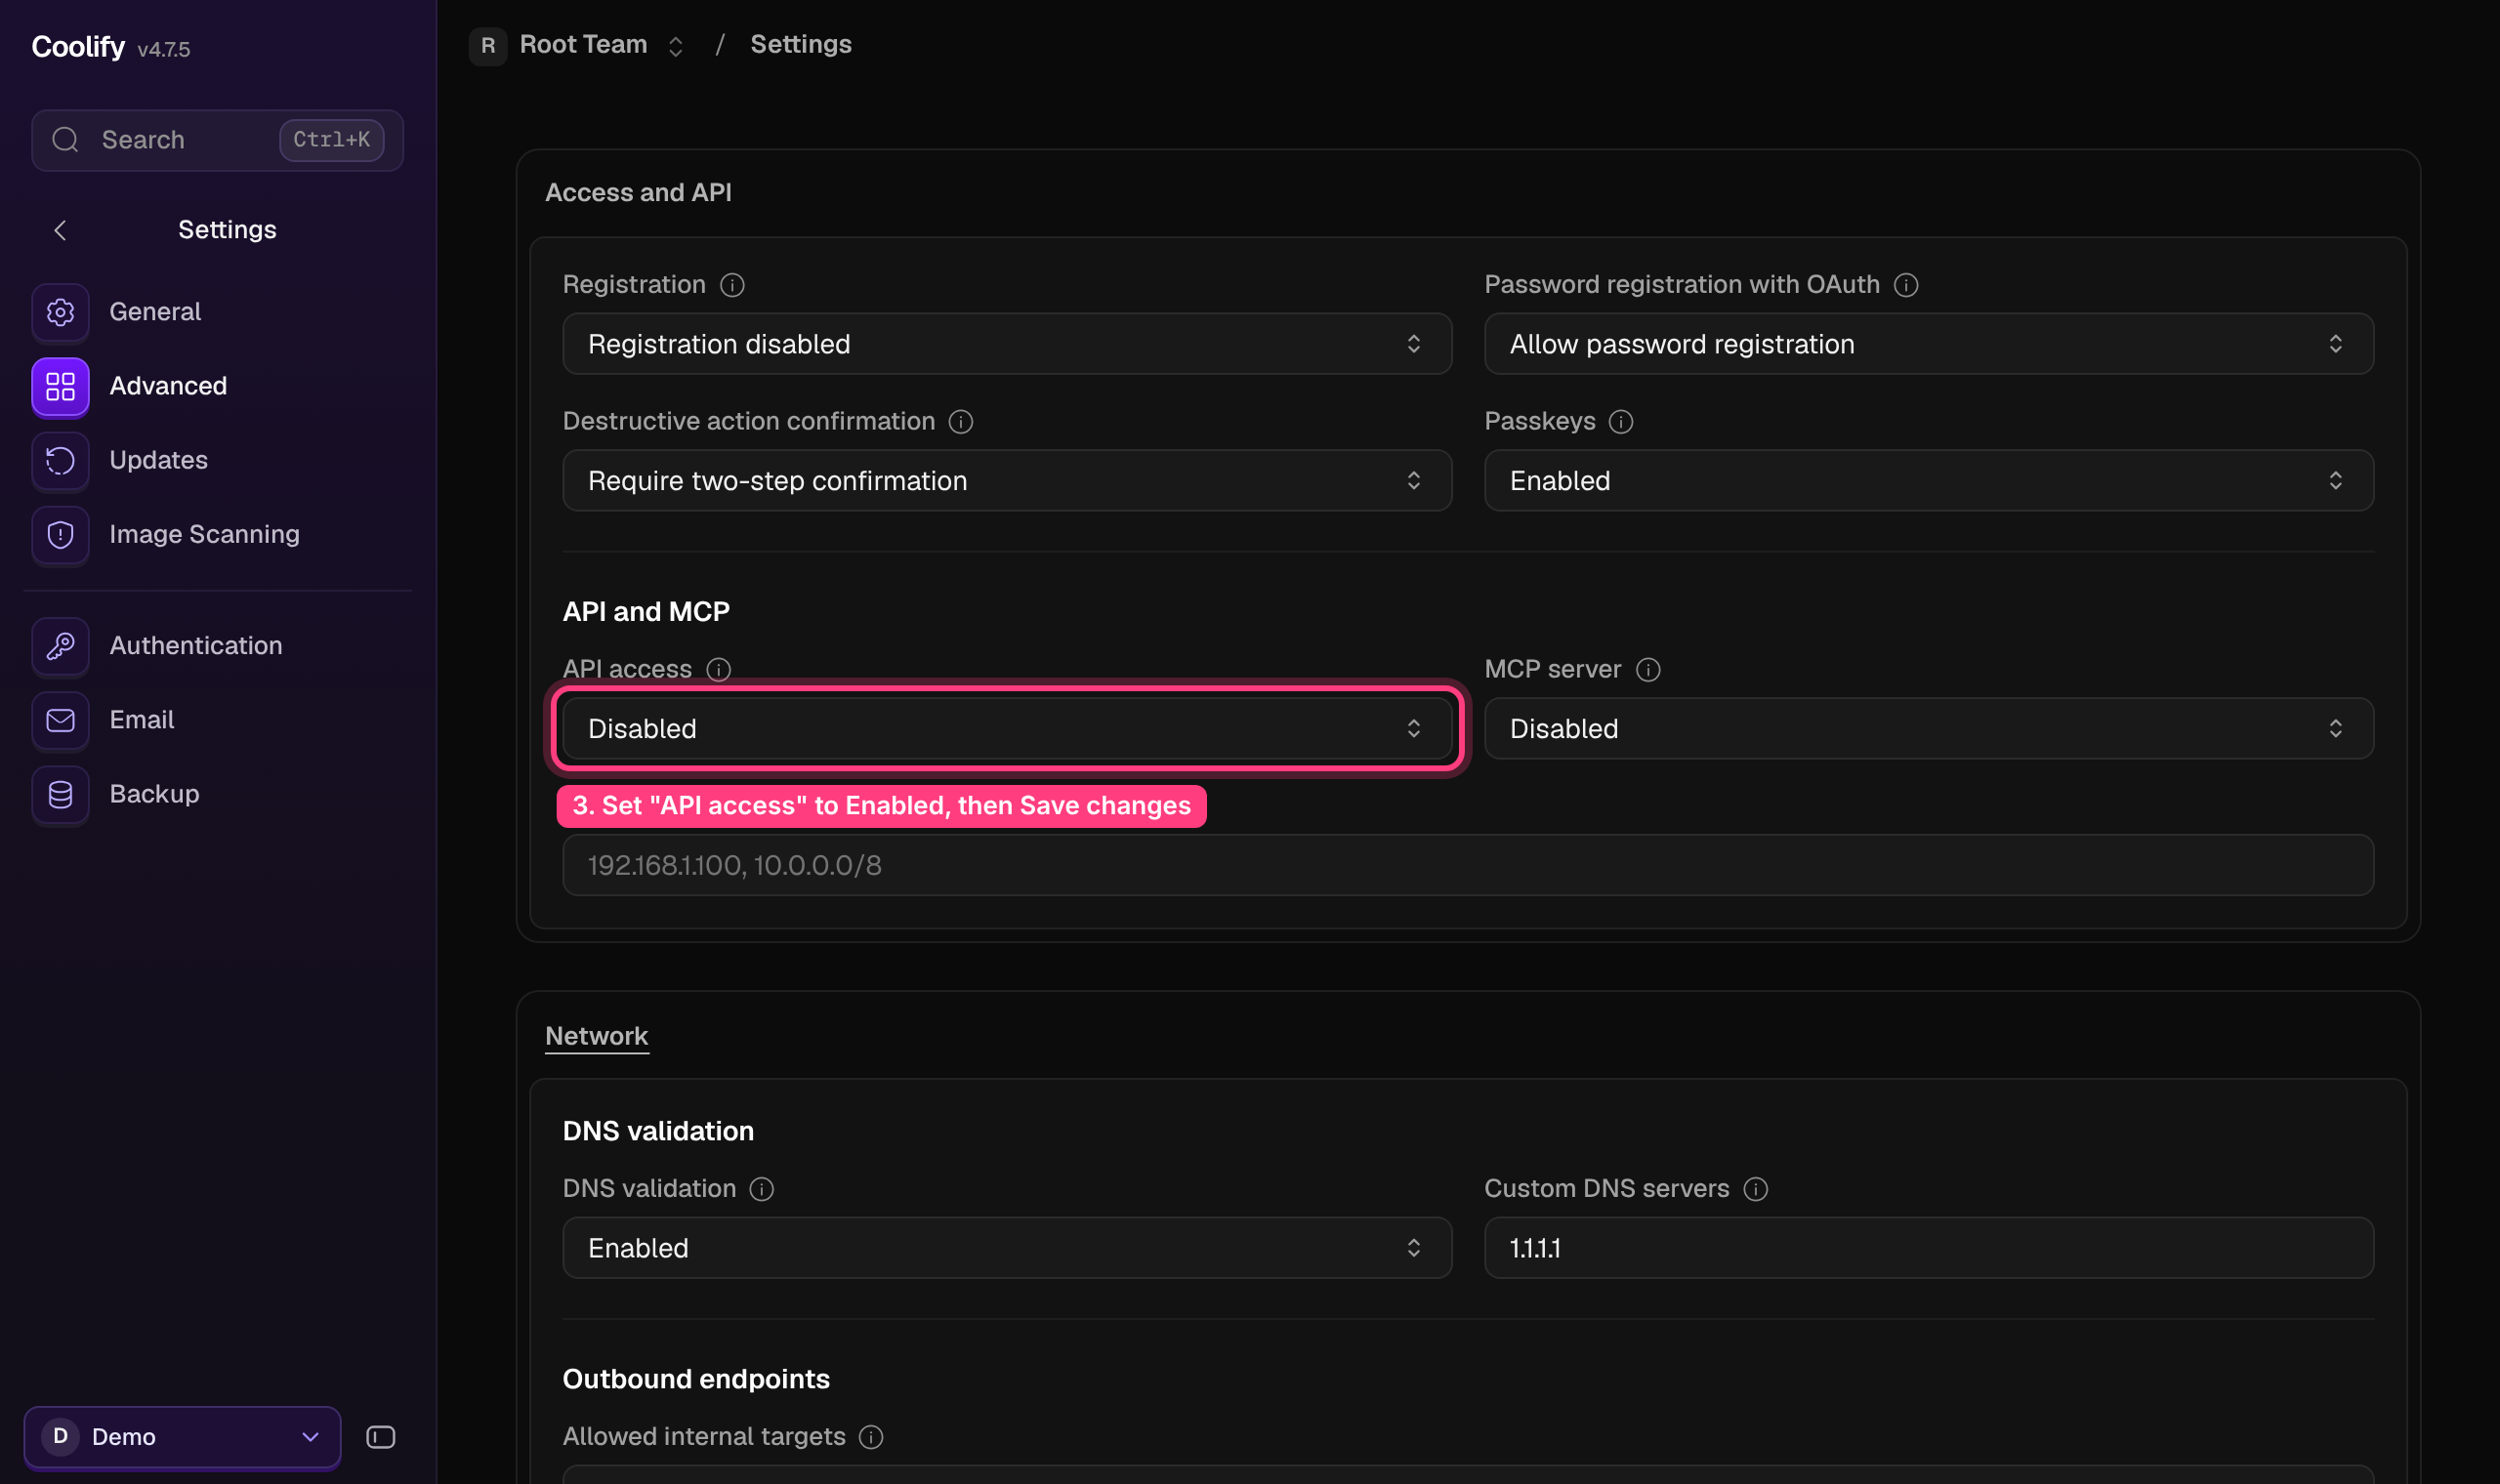 Coolify v4.7.5
Search Ctrl+K
Settings
General
Advanced
Updates
Image Scanning
Authentication
Email
Backup
D Demo
R Root Team / Settings
Access and API
Registration
Registration disabled
Password registration with OAuth
Allow password registration
Destructive action confirmation
Require two-step confirmation
Passkeys
Enabled
API and MCP
API access
Disabled
MCP server
Disabled
3. Set "API access" to Enabled, then Save changes
192.168.1.100, 10.0.0.0/8
Network
DNS validation
DNS validation
Enabled
Custom DNS servers
1.1.1.1
Outbound endpoints
Allowed internal targets